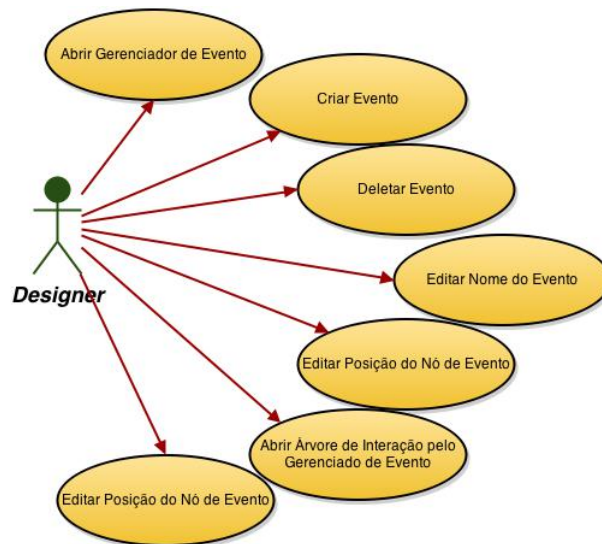 Abrir Gerenciador de Evento
Criar Evento
Deletar Evento
Designer
Editar Nome do Evento
Editar Posição do Nó de Evento
Abrir Árvore de Interação pelo
Gerenciado de Evento
Editar Posição do Nó de Evento